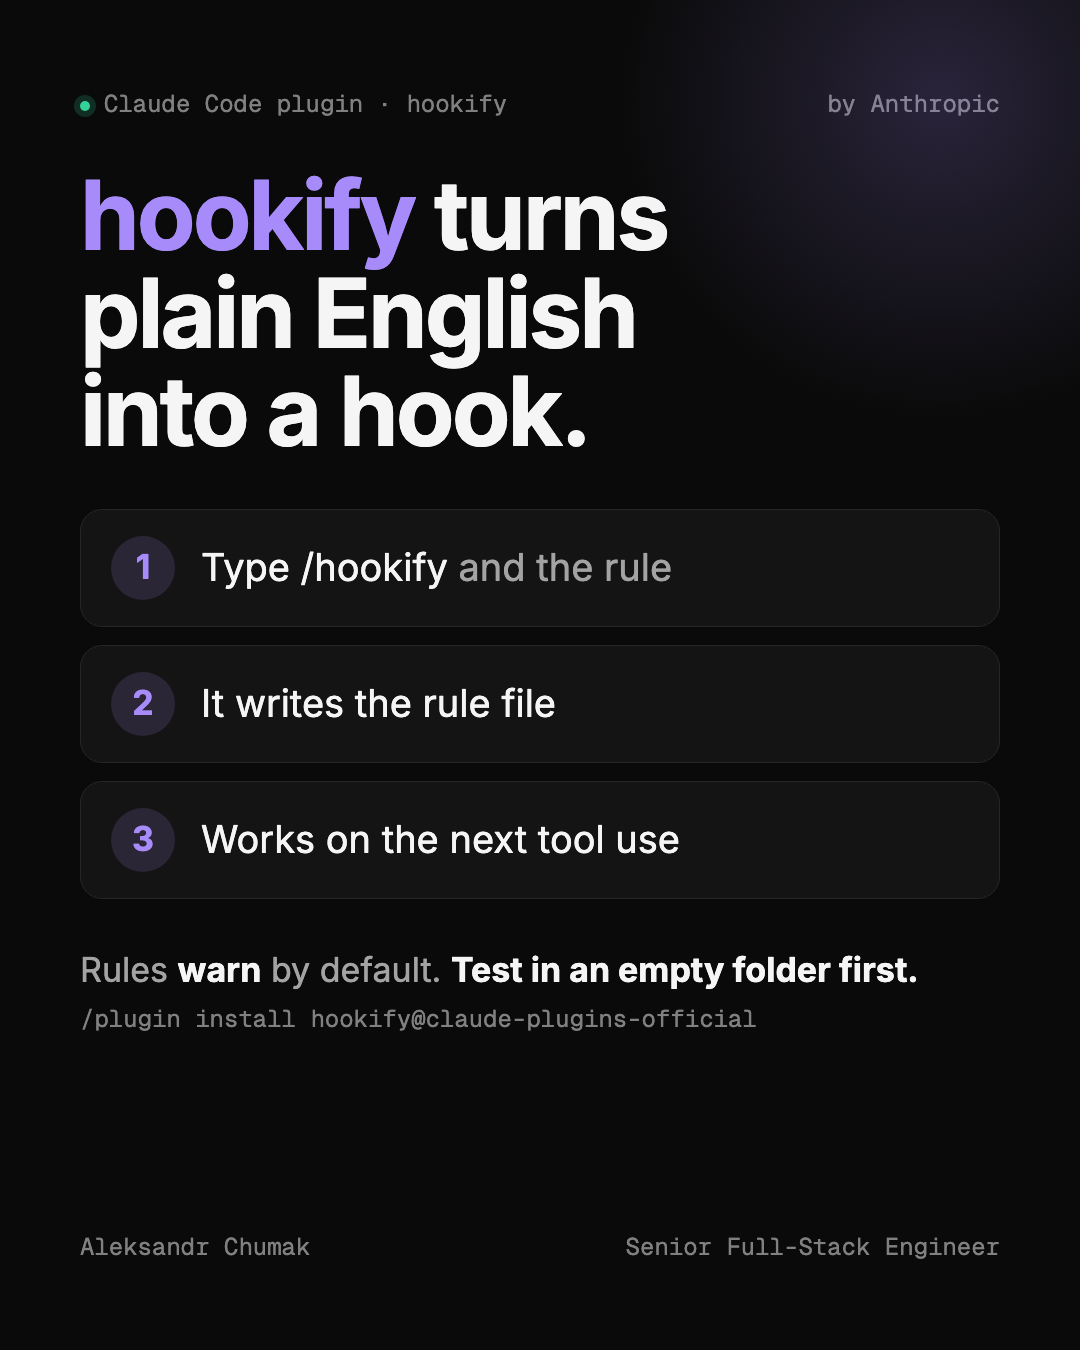 Claude Code plugin · hookify
by Anthropic
hookify turns
plain English
into a hook.
1 Type /hookify and the rule
2 It writes the rule file
3 Works on the next tool use
Rules warn by default. Test in an empty folder first.
/plugin install hookify@claude-plugins-official
Aleksandr Chumak
Senior Full-Stack Engineer